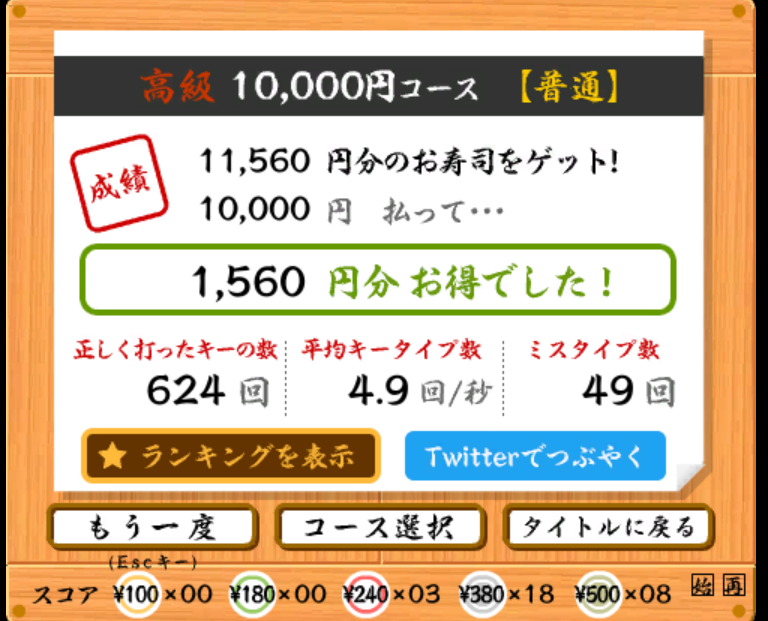 高級 10,000円コース 【普通】
成績
11,560 円分のお寿司をゲット!
10,000 円 払って…
1,560 円分 お得でした!
正しく打ったキーの数 平均キータイプ数 ミスタイプ数
624 回 4.9 回/秒 49 回
★ ランキングを表示 Twitterでつぶやく
もう一度 コース選択 タイトルに戻る
(Escキー)
スコア ¥100×00 ¥180×00 ¥240×03 ¥380×18 ¥500×08 始 再